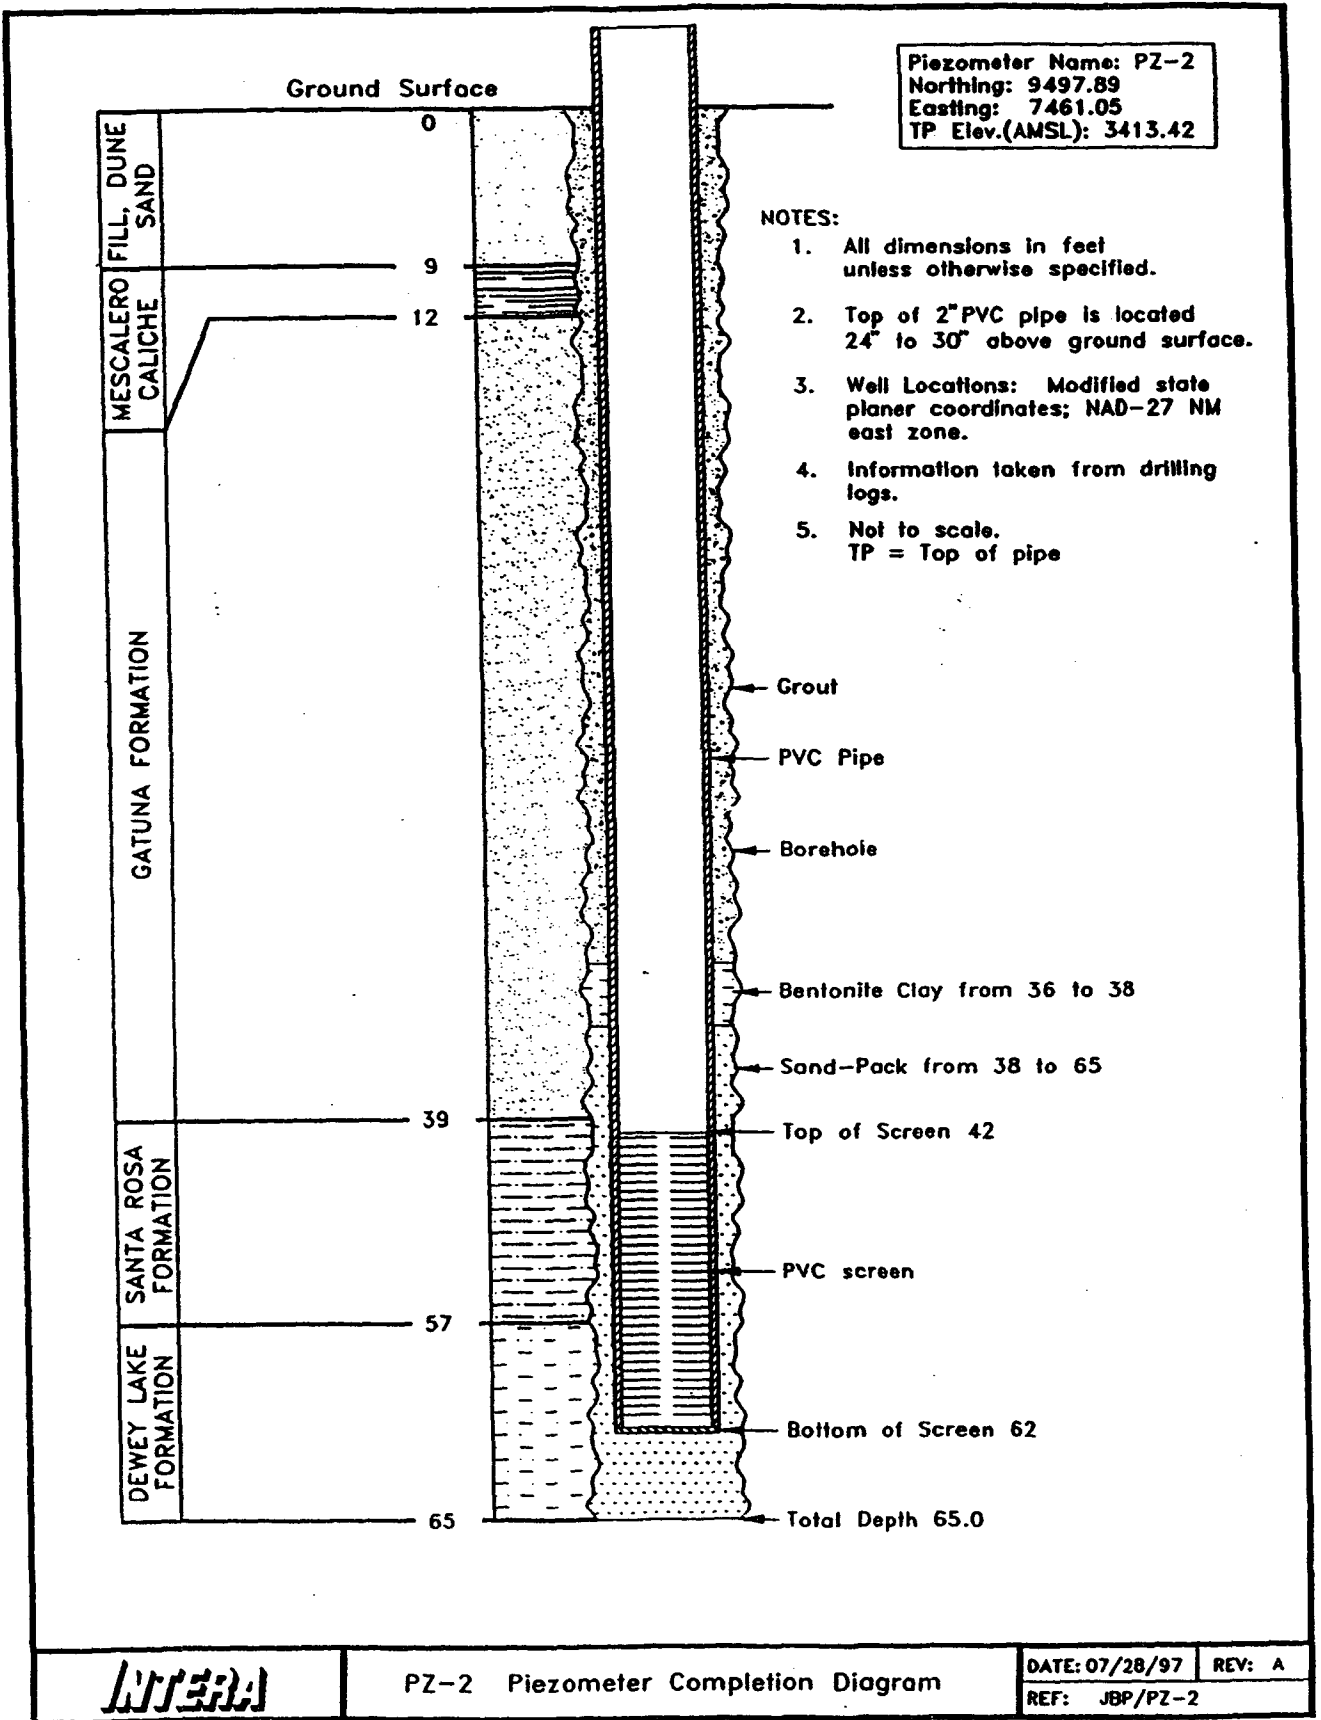 Ground Surface
Piezometer Name: PZ-2
Northing: 9497.89
Easting: 7461.05
TP Elev.(AMSL): 3413.42
0
FILL, DUNE
SAND
9
MESCALERO
CALICHE
12
NOTES:
1. All dimensions in feet
unless otherwise specified.
2. Top of 2" PVC pipe is located
24" to 30" above ground surface.
3. Well Locations: Modified state
planer coordinates; NAD-27 NM
east zone.
4. Information taken from drilling
logs.
5. Not to scale.
TP = Top of pipe
GATUNA FORMATION
Grout
PVC Pipe
Borehole
Bentonite Clay from 36 to 38
Sand-Pack from 38 to 65
39
Top of Screen 42
SANTA ROSA
FORMATION
PVC screen
57
DEWEY LAKE
FORMATION
Bottom of Screen 62
65
Total Depth 65.0
INTERA
PZ-2 Piezometer Completion Diagram
DATE: 07/28/97
REV: A
REF: JBP/PZ-2